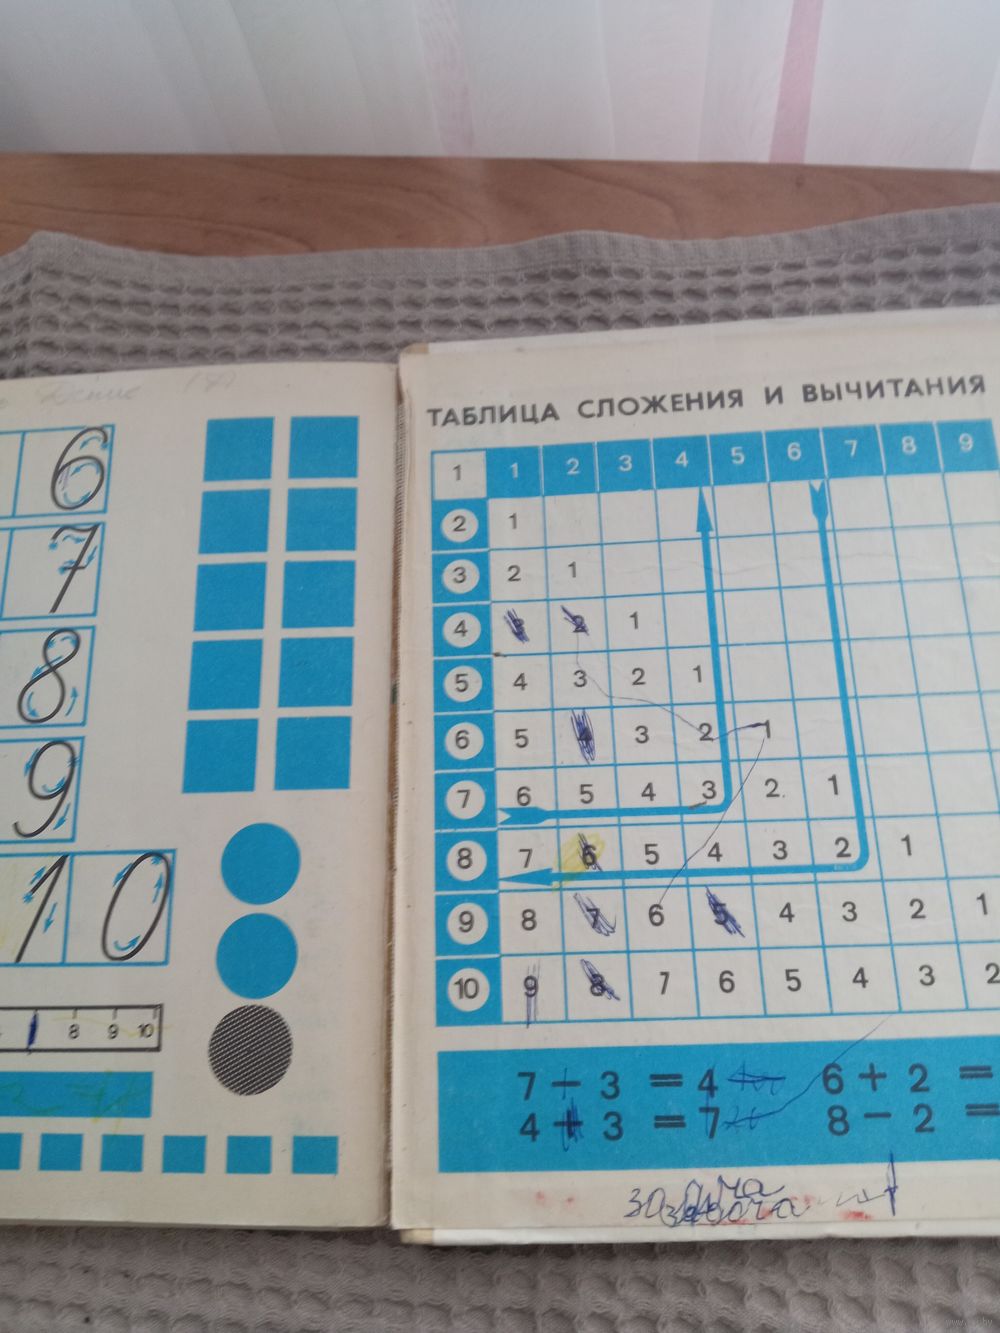 6
7
8
9
10
8 9 10
ТАБЛИЦА СЛОЖЕНИЯ И ВЫЧИТАНИЯ
1 1 2 3 4 5 6 7 8 9
2 1
3 2 1
4 3 2 1
5 4 3 2 1
6 5 4 3 2 1
7 6 5 4 3 2 1
8 7 6 5 4 3 2 1
9 8 7 6 5 4 3 2 1
10 9 8 7 6 5 4 3 2
7 − 3 = 4 6 + 2 =
4 + 3 = 7 8 − 2 =